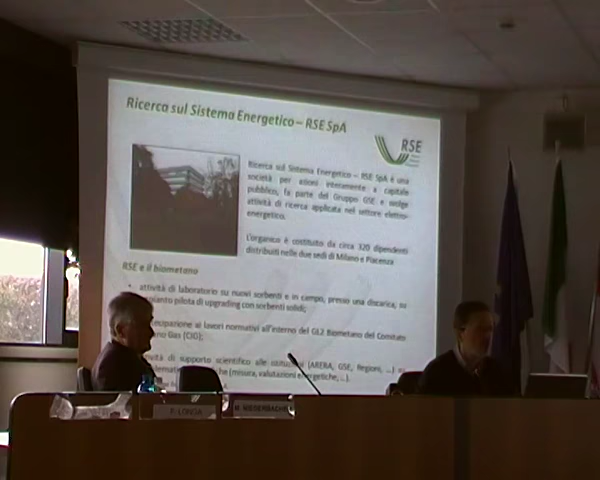 Ricerca sul Sistema Energetico – RSE SpA
RSE
Ricerca sul Sistema Energetico – RSE SpA è una
società per azioni interamente a capitale
pubblico, fa parte del Gruppo GSE e svolge
attività di ricerca applicata nel settore elettro-
energetico.
L'organico è costituito da circa 320 dipendenti
distribuiti nelle due sedi di Milano e Piacenza
RSE e il biometano
• attività di laboratorio su nuovi sorbenti e in campo, presso una discarica, su
impianto pilota di upgrading con sorbenti solidi;
ai lavori normativi all'interno del GL2 Biometano del Comitato
Gas (CIG);
di supporto scientifico alle istituzioni (ARERA, GSE, Regioni, ...)
(misura, valutazioni energetiche, ...).
F. LONGA